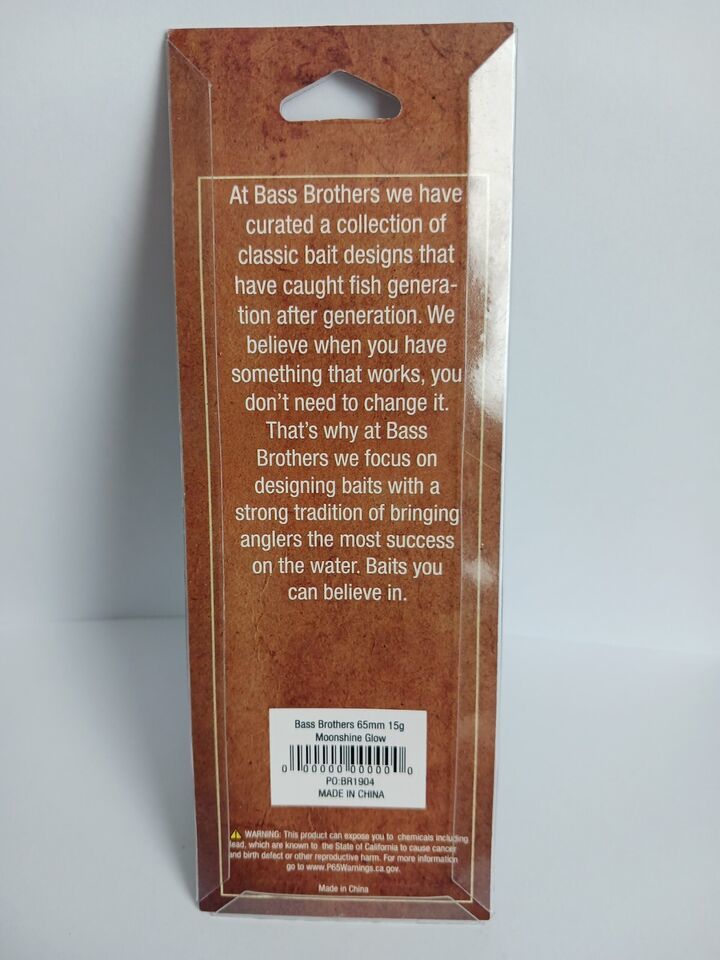 At Bass Brothers we have
curated a collection of
classic bait designs that
have caught fish genera-
tion after generation. We
believe when you have
something that works, you
don't need to change it.
That's why at Bass
Brothers we focus on
designing baits with a
strong tradition of bringing
anglers the most success
on the water. Baits you
can believe in.
Bass Brothers 65mm 15g
Moonshine Glow
0 00000 00000 0
PO:BR1904
MADE IN CHINA
WARNING: This product can expose you to chemicals including
lead, which are known to the State of California to cause cancer
and birth defect or other reproductive harm. For more information
go to www.P65Warnings.ca.gov.
Made in China